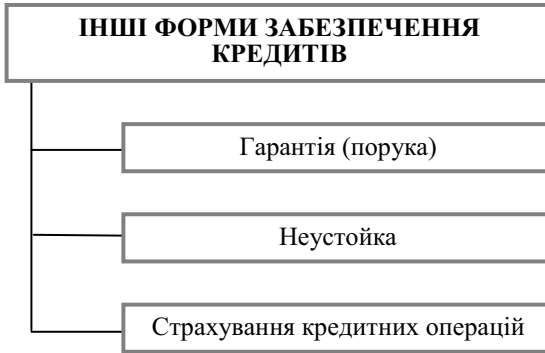 ІНШІ ФОРМИ ЗАБЕЗПЕЧЕННЯ
КРЕДИТІВ
Гарантія (порука)
Неустойка
Страхування кредитних операцій